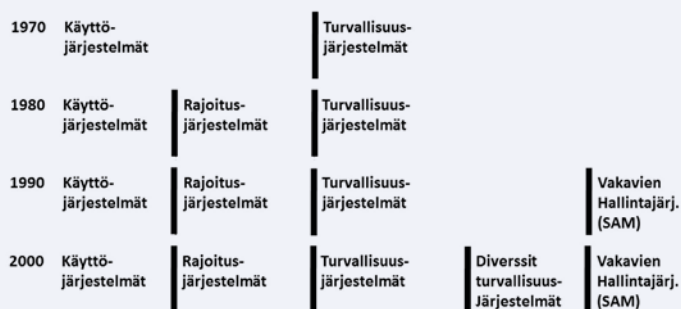 1970 Käyttö- Turvallisuus-
järjestelmät järjestelmät
1980 Käyttö- Rajoitus- Turvallisuus-
järjestelmät järjestelmät järjestelmät
1990 Käyttö- Rajoitus- Turvallisuus- Vakavien
järjestelmät järjestelmät järjestelmät Hallintajärj.
(SAM)
2000 Käyttö- Rajoitus- Turvallisuus- Diverssit Vakavien
järjestelmät järjestelmät järjestelmät turvallisuus- Hallintajärj.
Järjestelmät (SAM)